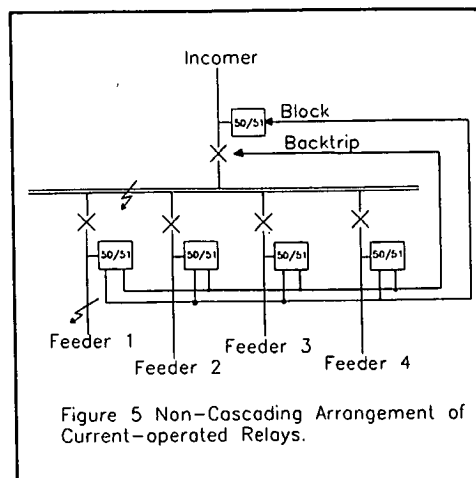 Incomer
50/51
Block
Backtrip
50/51 50/51 50/51 50/51
Feeder 1
Feeder 2
Feeder 3
Feeder 4
Figure 5 Non-Cascading Arrangement of
Current-operated Relays.